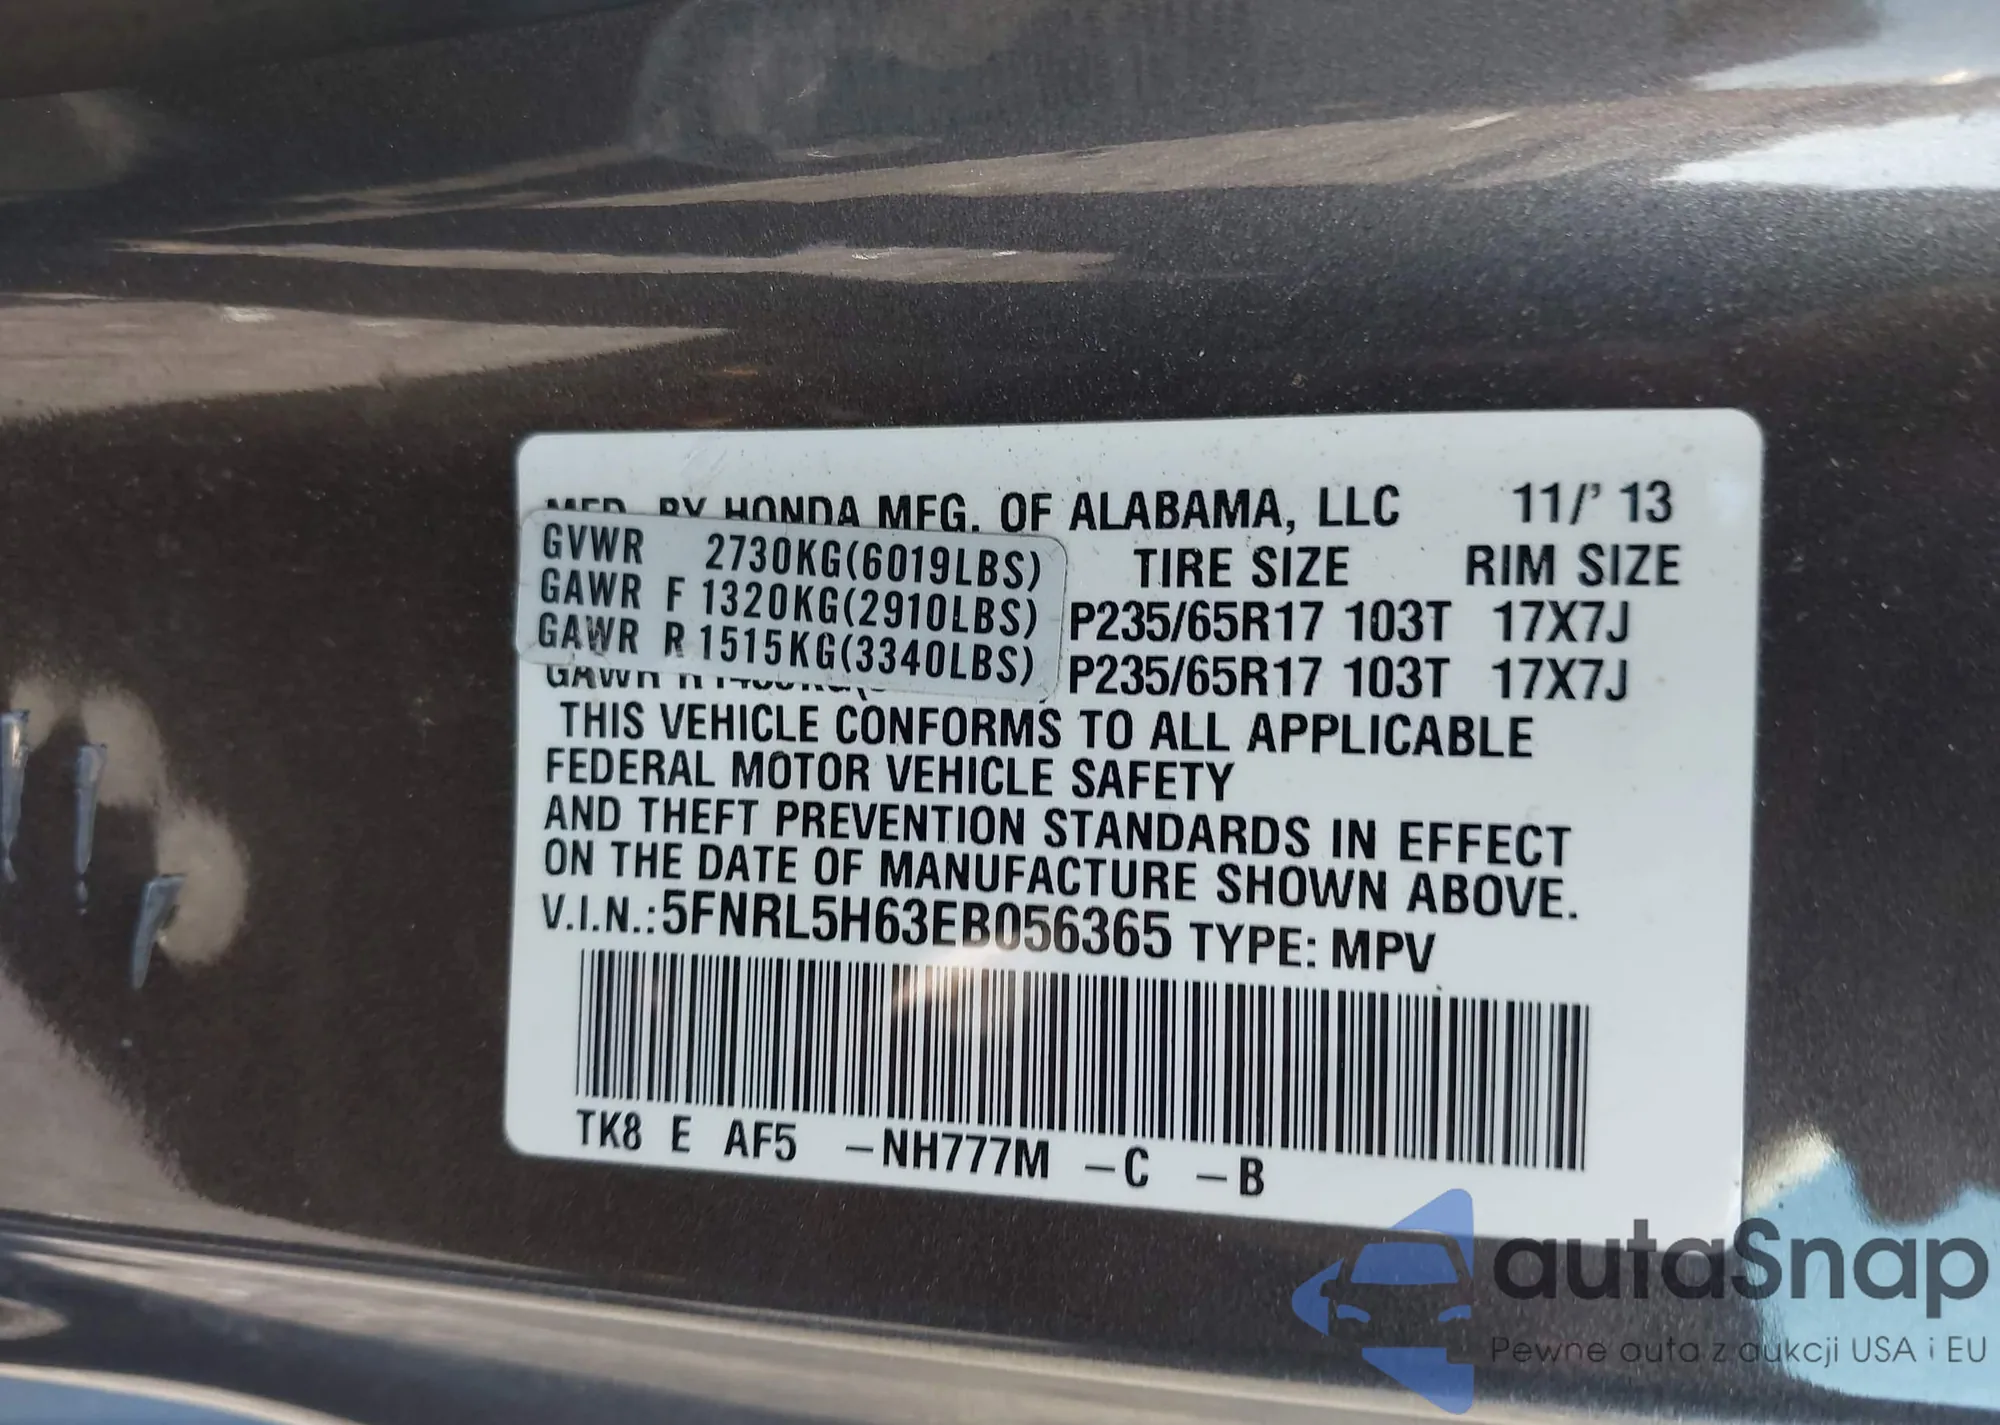 MFD. BY HONDA MFG. OF ALABAMA, LLC 11/'13
GVWR 2730KG(6019LBS) TIRE SIZE RIM SIZE
GAWR F 1320KG(2910LBS) P235/65R17 103T 17X7J
GAWR R 1515KG(3340LBS) P235/65R17 103T 17X7J
GAWR R
THIS VEHICLE CONFORMS TO ALL APPLICABLE
FEDERAL MOTOR VEHICLE SAFETY
AND THEFT PREVENTION STANDARDS IN EFFECT
ON THE DATE OF MANUFACTURE SHOWN ABOVE.
V.I.N.:5FNRL5H63EB056365 TYPE: MPV
TK8 E AF5 -NH777M -C -B
autaSnap
Pewne auta z aukcji USA i EU